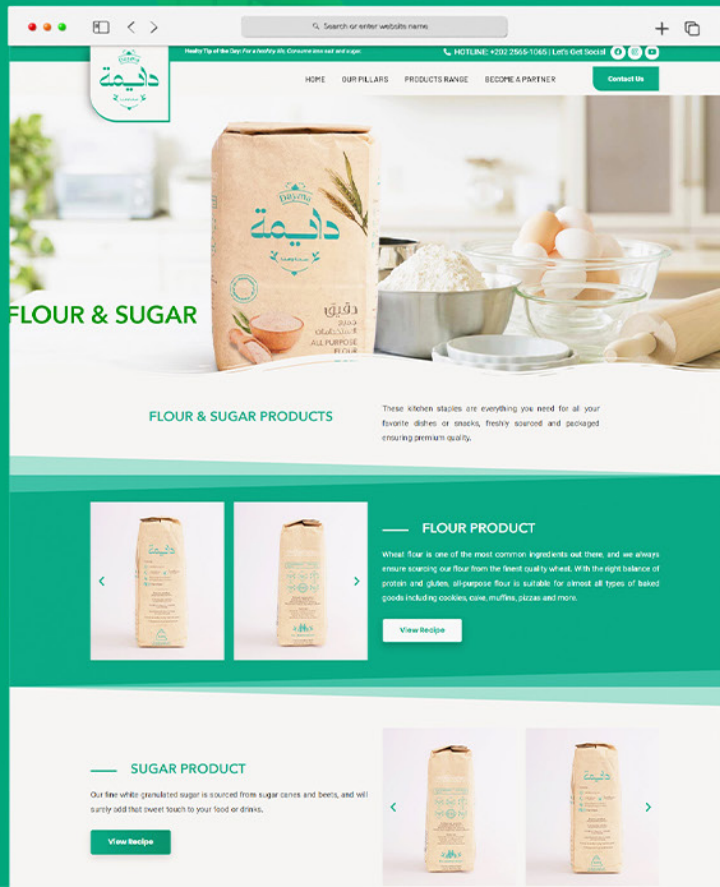 Search or enter website name
Healthy Tip of the Day: For a healthy life, Consume less salt and sugar.
HOTLINE: +202 2565-1065 | Let's Get Social
دايمة
HOME OUR PILLARS PRODUCTS RANGE BECOME A PARTNER
Contact Us
Dayma
دايمة
FLOUR & SUGAR
دقيق
ALL PURPOSE
FLOUR
FLOUR & SUGAR PRODUCTS
These kitchen staples are everything you need for all your
favorite dishes or snacks, freshly sourced and packaged
ensuring premium quality.
FLOUR PRODUCT
Wheat flour is one of the most common ingredients out there, and we always
ensure sourcing our flour from the finest quality wheat. With the right balance of
protein and gluten, all-purpose flour is suitable for almost all types of baked
goods including cookies, cake, muffins, pizzas and more.
View Recipe
SUGAR PRODUCT
Our fine white granulated sugar is sourced from sugar canes and beets, and will
surely add that sweet touch to your food or drinks.
View Recipe